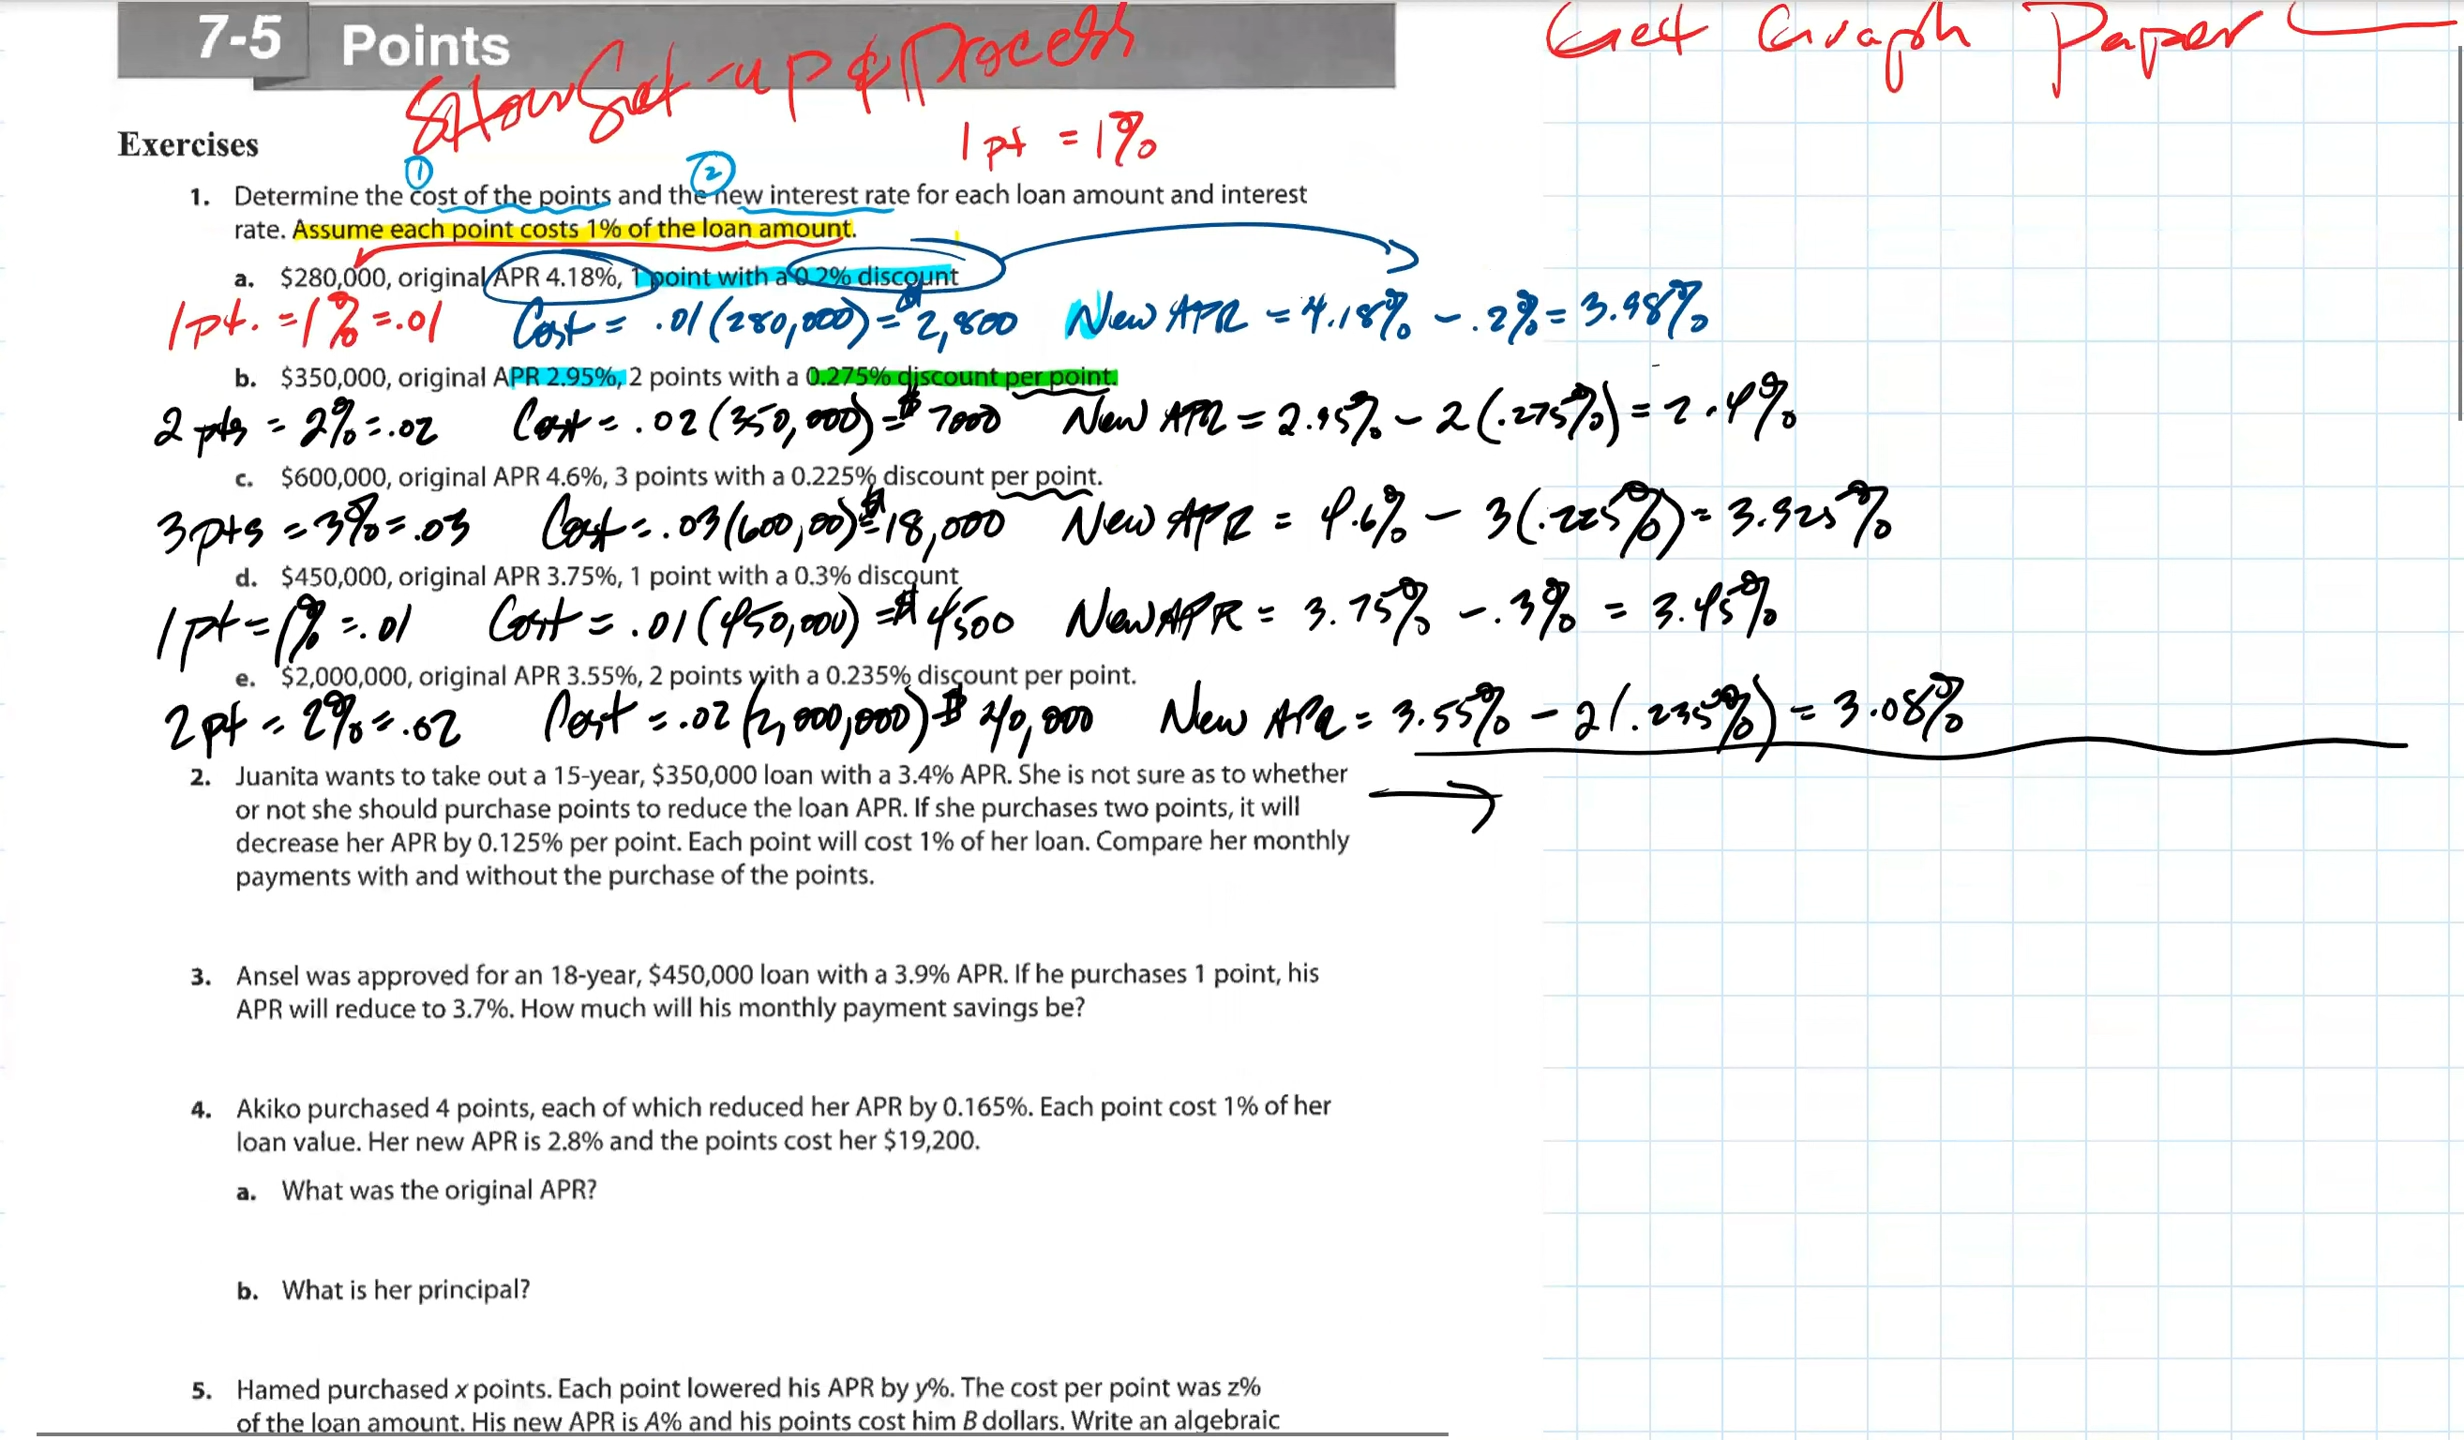 7-5 Points
Show Set-up & Process
Get Graph Paper
1 pt = 1%
Exercises
① ②
1. Determine the cost of the points and the new interest rate for each loan amount and interest
rate. Assume each point costs 1% of the loan amount.
a. $280,000, original APR 4.18%, 1 point with a 0.2% discount
1 pt. = 1% = .01 Cost = .01 (280,000) = $2,800 New APR = 4.18% - .2% = 3.98%
b. $350,000, original APR 2.95%, 2 points with a 0.275% discount per point.
2 pts = 2% = .02 Cost = .02 (350,000) = $7000 New APR = 2.95% - 2 (.275%) = 2.4%
c. $600,000, original APR 4.6%, 3 points with a 0.225% discount per point.
3 pts = 3% = .03 Cost = .03 (600,00) = $18,000 New APR = 4.6% - 3 (.225%) = 3.925%
d. $450,000, original APR 3.75%, 1 point with a 0.3% discount
1 pt = 1% = .01 Cost = .01 (450,000) = $4500 New APR = 3.75% - .3% = 3.45%
e. $2,000,000, original APR 3.55%, 2 points with a 0.235% discount per point.
2 pt = 2% = .02 Cost = .02 (2,000,000) = $40,000 New APR = 3.55% - 2 (.235%) = 3.08%
2. Juanita wants to take out a 15-year, $350,000 loan with a 3.4% APR. She is not sure as to whether
or not she should purchase points to reduce the loan APR. If she purchases two points, it will
decrease her APR by 0.125% per point. Each point will cost 1% of her loan. Compare her monthly
payments with and without the purchase of the points.
3. Ansel was approved for an 18-year, $450,000 loan with a 3.9% APR. If he purchases 1 point, his
APR will reduce to 3.7%. How much will his monthly payment savings be?
4. Akiko purchased 4 points, each of which reduced her APR by 0.165%. Each point cost 1% of her
loan value. Her new APR is 2.8% and the points cost her $19,200.
a. What was the original APR?
b. What is her principal?
5. Hamed purchased x points. Each point lowered his APR by y%. The cost per point was z%
of the loan amount. His new APR is A% and his points cost him B dollars. Write an algebraic